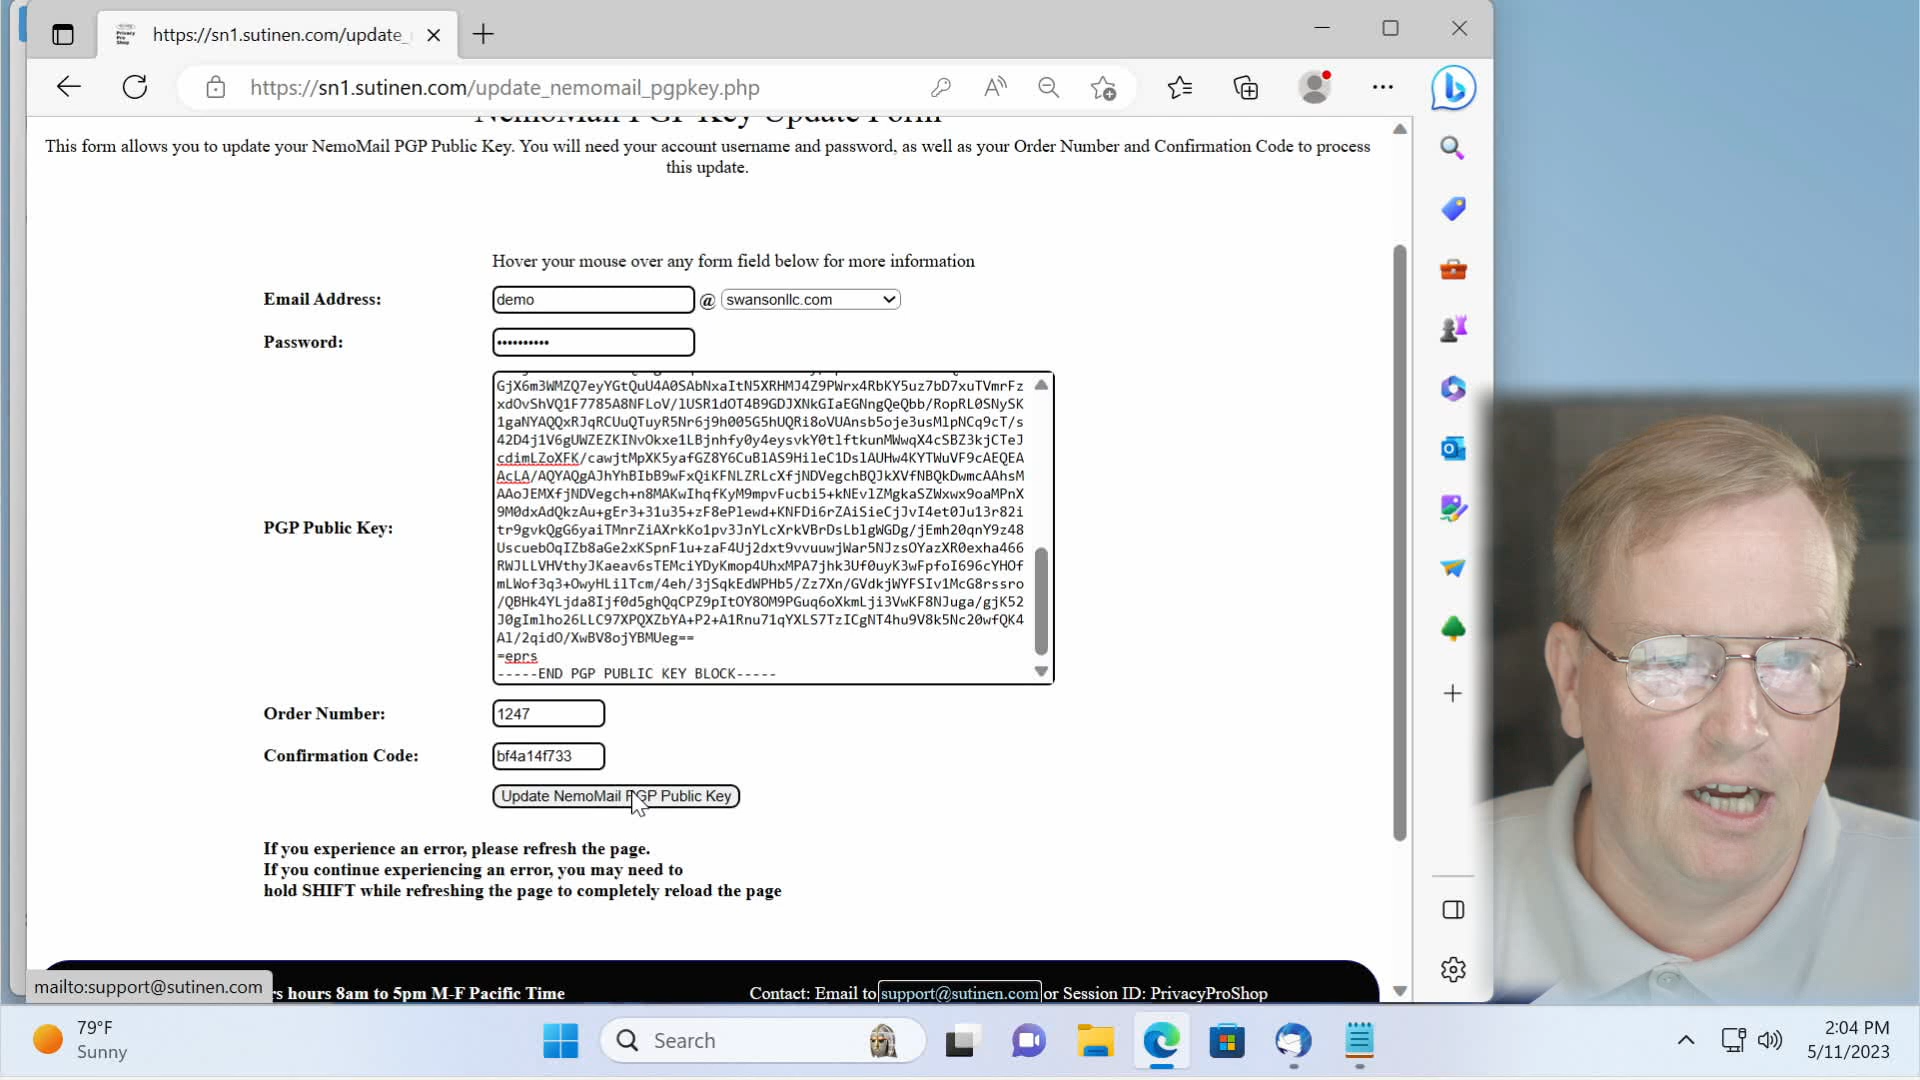 https://sn1.sutinen.com/update_
https://sn1.sutinen.com/update_nemomail_pgpkey.php
NemoMail PGP Key Update Form
This form allows you to update your NemoMail PGP Public Key. You will need your account username and password, as well as your Order Number and Confirmation Code to process
this update.
Hover your mouse over any form field below for more information
Email Address:
demo
@
swansonllc.com
Password:
••••••••••
PGP Public Key:
GjX6m3WMZQ7eyYGtQuU4A0SAbNxaItN5XRHMJ4Z9PWrx4RbKY5uz7bD7xuTVmrFz
xdOvShVQ1F7785A8NFLoV/lUSR1dOT4B9GDJXNkGIaEGNngQeQbb/RopRL0SNySK
1gaNYAQQxRJqRCUuQTuyR5Nr6j9h005G5hUQRi8oVUAnsb5oje3usMlpNCq9cT/s
42D4j1V6gUWZEZKINvOkxe1LBjnhfy0y4eysvkY0tlftkunMWwqX4cSBZ3kjCTeJ
cdimLZoXFK/cawjtMpXK5yafGZ8Y6CuBlAS9HileC1DslAUHw4KYTWuVF9cAEQEA
AcLA/AQYAQgAJhYhBIbB9wFxQiKFNLZRLcXfjNDVegchBQJkXVfNBQkDwmcAAhsM
AAoJEMXfjNDVegch+n8MAKwIhqfKyM9mpvFucbi5+kNEvlZMgkaSZWxwx9oaMPnX
9M0dxAdQkzAu+gEr3+31u35+zF8ePlewd+KNFDi6rZAiSieCjJvI4et0Ju13r82i
tr9gvkQgG6yaiTMnrZiAXrkKo1pv3JnYLcXrkVBrDsLblgWGDg/jEmh20qnY9z48
UscuebOqIZb8aGe2xKSpnF1u+zaF4Uj2dxt9vvuuwjWar5NJzsOYazXR0exha466
RWJLLVHVthyJKaeav6sTEMciYDyKmop4UhxMPA7jhk3Uf0uyK3wFpfoI696cYHOf
mLWof3q3+OwyHLilTcm/4eh/3jSqkEdWPHb5/Zz7Xn/GVdkjWYFSIv1McG8rssro
/QBHk4YLjda8Ijf0d5ghQqCPZ9pItOY8OM9PGuq6oXkmLji3VwKF8NJuga/gjK52
J0gImlho26LLC97XPQXZbYA+P2+A1Rnu71qYXLS7TzICgNT4hu9V8k5Nc20wfQK4
Al/2qidO/XwBV8ojYBMUeg==
=eprs
-----END PGP PUBLIC KEY BLOCK-----
Order Number:
1247
Confirmation Code:
bf4a14f733
Update NemoMail PGP Public Key
If you experience an error, please refresh the page.
If you continue experiencing an error, you may need to
hold SHIFT while refreshing the page to completely reload the page
mailto:support@sutinen.com
rs hours 8am to 5pm M-F Pacific Time
Contact: Email to support@sutinen.com or Session ID: PrivacyProShop
79°F
Sunny
Search
2:04 PM
5/11/2023